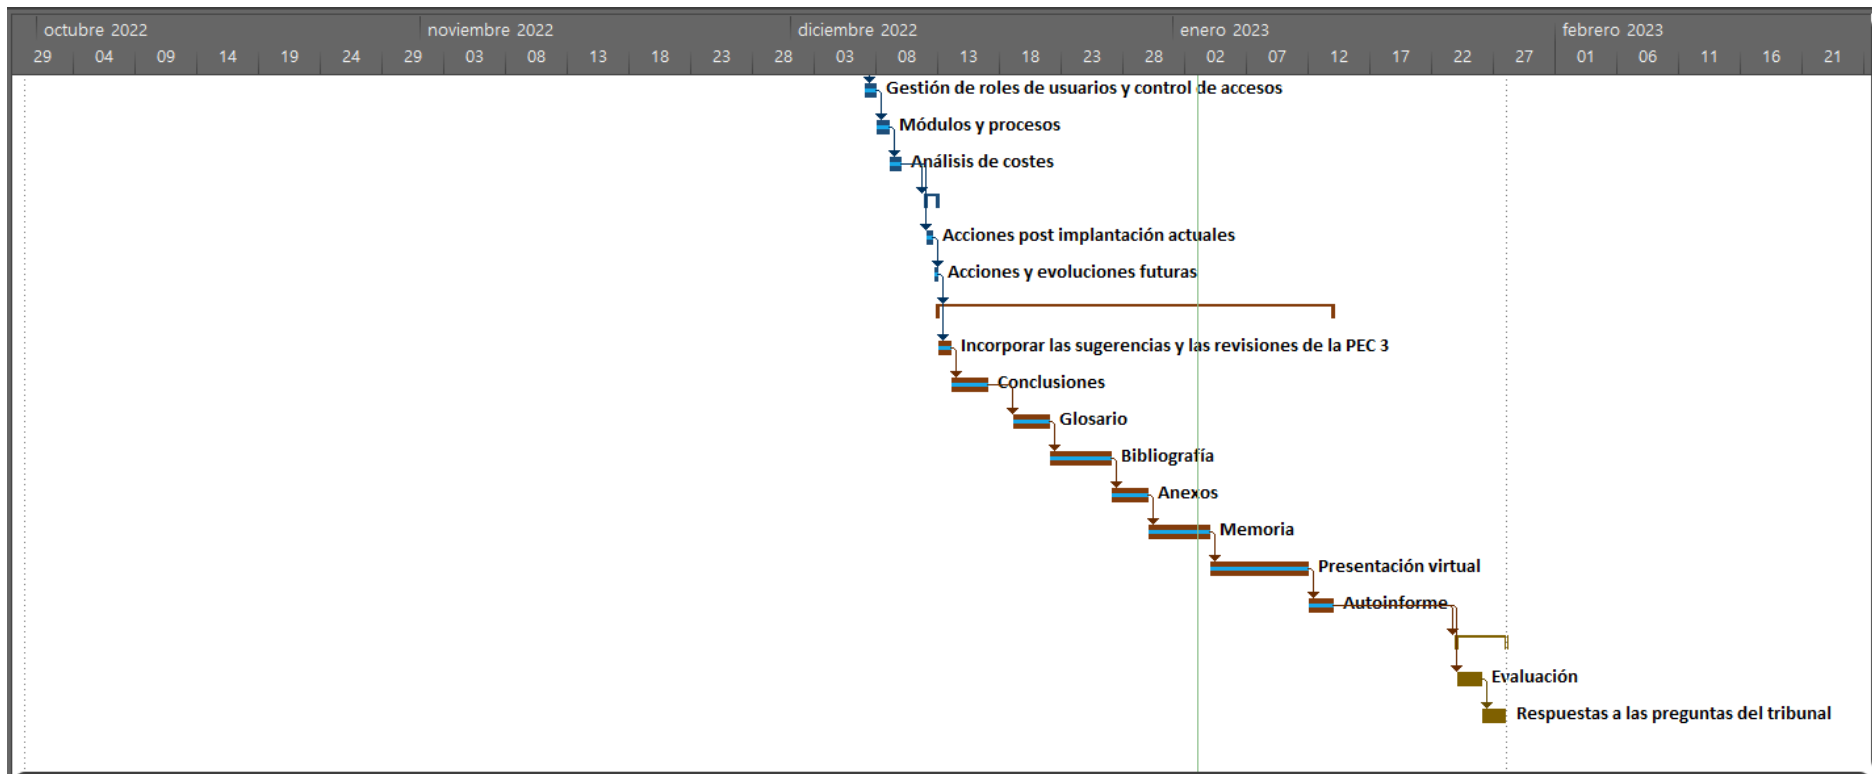 octubre 2022 noviembre 2022 diciembre 2022 enero 2023 febrero 2023
29 04 09 14 19 24 29 03 08 13 18 23 28 03 08 13 18 23 28 02 07 12 17 22 27 01 06 11 16 21
Gestión de roles de usuarios y control de accesos
Módulos y procesos
Análisis de costes
Acciones post implantación actuales
Acciones y evoluciones futuras
Incorporar las sugerencias y las revisiones de la PEC 3
Conclusiones
Glosario
Bibliografía
Anexos
Memoria
Presentación virtual
Autoinforme
Evaluación
Respuestas a las preguntas del tribunal